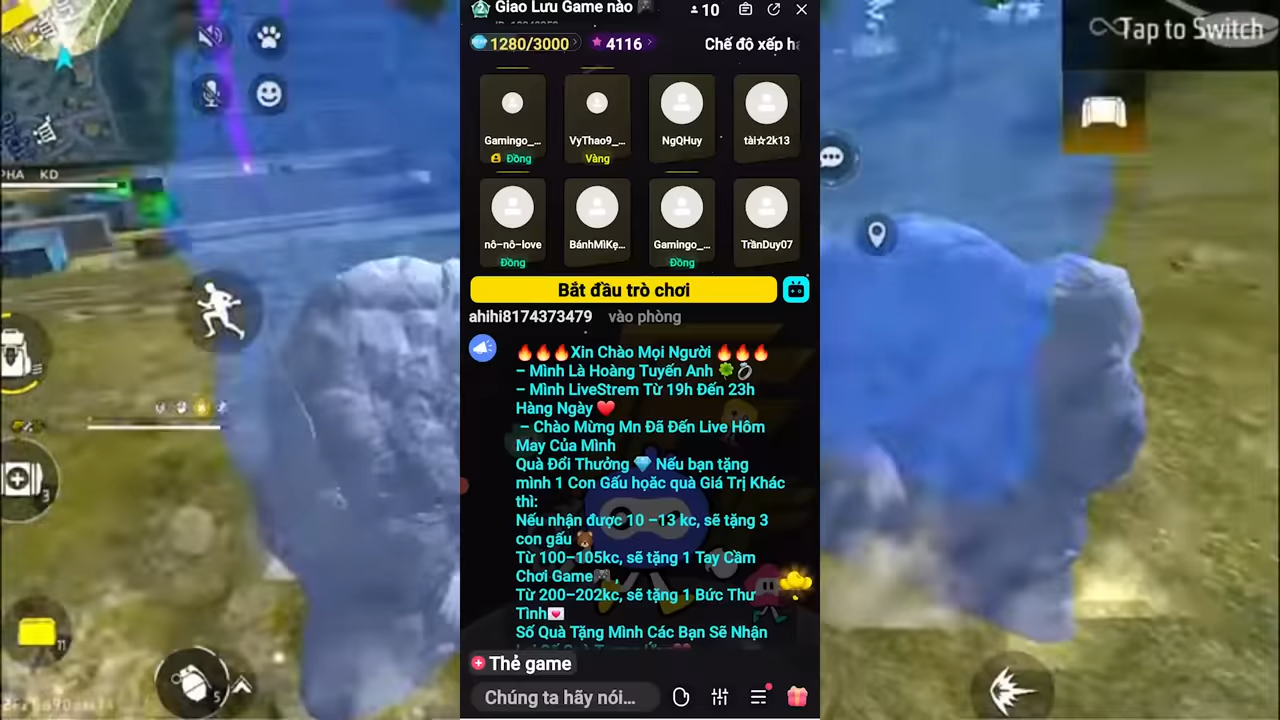 Giao Lưu Game nào
10
1280/3000
4116
Chế độ xếp hạ
Tap to Switch
PHA KD
Gamingo_...
VyThao9_...
NgQHuy
tài☆2k13
Đồng
Vàng
nô-nô-love
BánhMìKẹ...
Gamingo_...
TrầnDuy07
Đồng
Đồng
Bắt đầu trò chơi
ahihi8174373479 vào phòng
🔥🔥🔥Xin Chào Mọi Người 🔥🔥🔥
– Mình Là Hoàng Tuyến Anh 🍀💍
– Mình LiveStrem Từ 19h Đến 23h
Hàng Ngày ❤️
– Chào Mừng Mn Đã Đến Live Hôm
May Của Mình
Quà Đổi Thưởng 💎 Nếu bạn tặng
mình 1 Con Gấu hoặc quà Giá Trị Khác
thì:
Nếu nhận được 10 –13 kc, sẽ tặng 3
con gấu 🐻
Từ 100–105kc, sẽ tặng 1 Tay Cầm
Chơi Game🎮 ,
Từ 200–202kc, sẽ tặng 1 Bức Thư
Tình💌
Số Quà Tặng Mình Các Bạn Sẽ Nhận
Thẻ game
Chúng ta hãy nói...
3
11
5